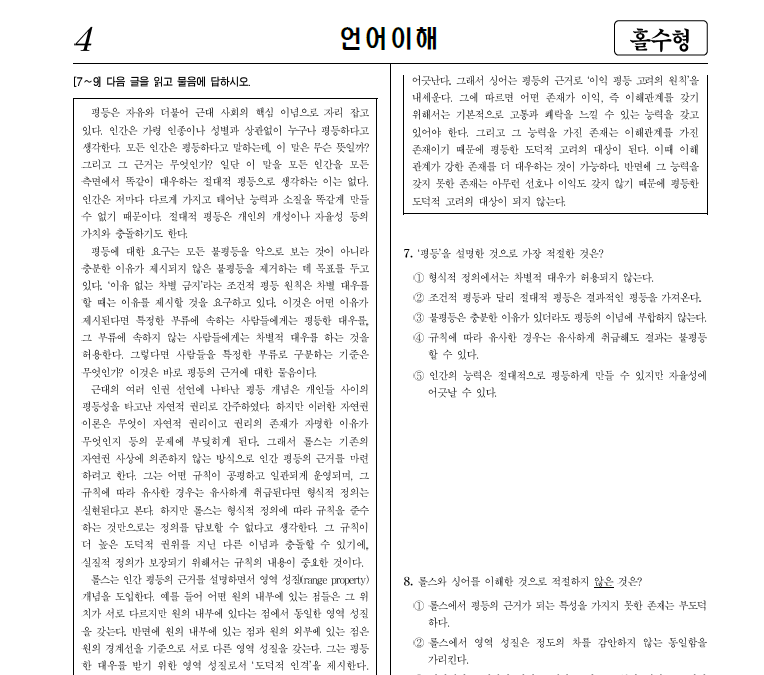 4
언어이해
홀수형
[7~9] 다음 글을 읽고 물음에 답하시오.
평등은 자유와 더불어 근대 사회의 핵심 이념으로 자리 잡고
있다. 인간은 가령 인종이나 성별과 상관없이 누구나 평등하다고
생각한다. 모든 인간은 평등하다고 말하는데, 이 말은 무슨 뜻일까?
그리고 그 근거는 무엇인가? 일단 이 말을 모든 인간을 모든
측면에서 똑같이 대우하는 절대적 평등으로 생각하는 이는 없다.
인간은 저마다 다르게 가지고 태어난 능력과 소질을 똑같게 만들
수 없기 때문이다. 절대적 평등은 개인의 개성이나 자율성 등의
가치와 충돌하기도 한다.
평등에 대한 요구는 모든 불평등을 악으로 보는 것이 아니라
충분한 이유가 제시되지 않은 불평등을 제거하는 데 목표를 두고
있다. ‘이유 없는 차별 금지’라는 조건적 평등 원칙은 차별 대우를
할 때는 이유를 제시할 것을 요구하고 있다. 이것은 어떤 이유가
제시된다면 특정한 부류에 속하는 사람들에게는 평등한 대우를,
그 부류에 속하지 않는 사람들에게는 차별적 대우를 하는 것을
허용한다. 그렇다면 사람들을 특정한 부류로 구분하는 기준은
무엇인가? 이것은 바로 평등의 근거에 대한 물음이다.
근대의 여러 인권 선언에 나타난 평등 개념은 개인들 사이의
평등성을 타고난 자연적 권리로 간주하였다. 하지만 이러한 자연권
이론은 무엇이 자연적 권리이고 권리의 존재가 자명한 이유가
무엇인지 등의 문제에 부딪히게 된다. 그래서 롤스는 기존의
자연권 사상에 의존하지 않는 방식으로 인간 평등의 근거를 마련
하려고 한다. 그는 어떤 규칙이 공평하고 일관되게 운영되며, 그
규칙에 따라 유사한 경우는 유사하게 취급된다면 형식적 정의는
실현된다고 본다. 하지만 롤스는 형식적 정의에 따라 규칙을 준수
하는 것만으로는 정의를 담보할 수 없다고 생각한다. 그 규칙이
더 높은 도덕적 권위를 지닌 다른 이념과 충돌할 수 있기에,
실질적 정의가 보장되기 위해서는 규칙의 내용이 중요한 것이다.
롤스는 인간 평등의 근거를 설명하면서 영역 성질(range property)
개념을 도입한다. 예를 들어 어떤 원의 내부에 있는 점들은 그 위
치가 서로 다르지만 원의 내부에 있다는 점에서 동일한 영역 성질
을 갖는다. 반면에 원의 내부에 있는 점과 원의 외부에 있는 점은
원의 경계선을 기준으로 서로 다른 영역 성질을 갖는다. 그는 평등
한 대우를 받기 위한 영역 성질로서 ‘도덕적 인격’을 제시한다.
어긋난다. 그래서 싱어는 평등의 근거로 ‘이익 평등 고려의 원칙’을
내세운다. 그에 따르면 어떤 존재가 이익, 즉 이해관계를 갖기
위해서는 기본적으로 고통과 쾌락을 느낄 수 있는 능력을 갖고
있어야 한다. 그리고 그 능력을 가진 존재는 이해관계를 가진
존재이기 때문에 평등한 도덕적 고려의 대상이 된다. 이때 이해
관계가 강한 존재를 더 대우하는 것이 가능하다. 반면에 그 능력을
갖지 못한 존재는 아무런 선호나 이익도 갖지 않기 때문에 평등한
도덕적 고려의 대상이 되지 않는다.
7. ‘평등’을 설명한 것으로 가장 적절한 것은?
① 형식적 정의에서는 차별적 대우가 허용되지 않는다.
② 조건적 평등과 달리 절대적 평등은 결과적인 평등을 가져온다.
③ 불평등은 충분한 이유가 있더라도 평등의 이념에 부합하지 않는다.
④ 규칙에 따라 유사한 경우는 유사하게 취급해도 결과는 불평등
할 수 있다.
⑤ 인간의 능력은 절대적으로 평등하게 만들 수 있지만 자율성에
어긋날 수 있다.
8. 롤스와 싱어를 이해한 것으로 적절하지 않은 것은?
① 롤스에서 평등의 근거가 되는 특성을 가지지 못한 존재는 부도덕
하다.
② 롤스에서 영역 성질은 정도의 차를 감안하지 않는 동일함을
가리킨다.